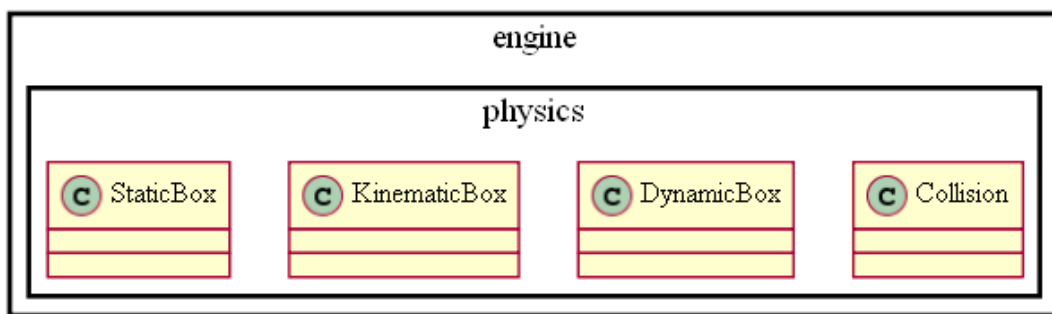 engine
physics
C StaticBox
C KinematicBox
C DynamicBox
C Collision